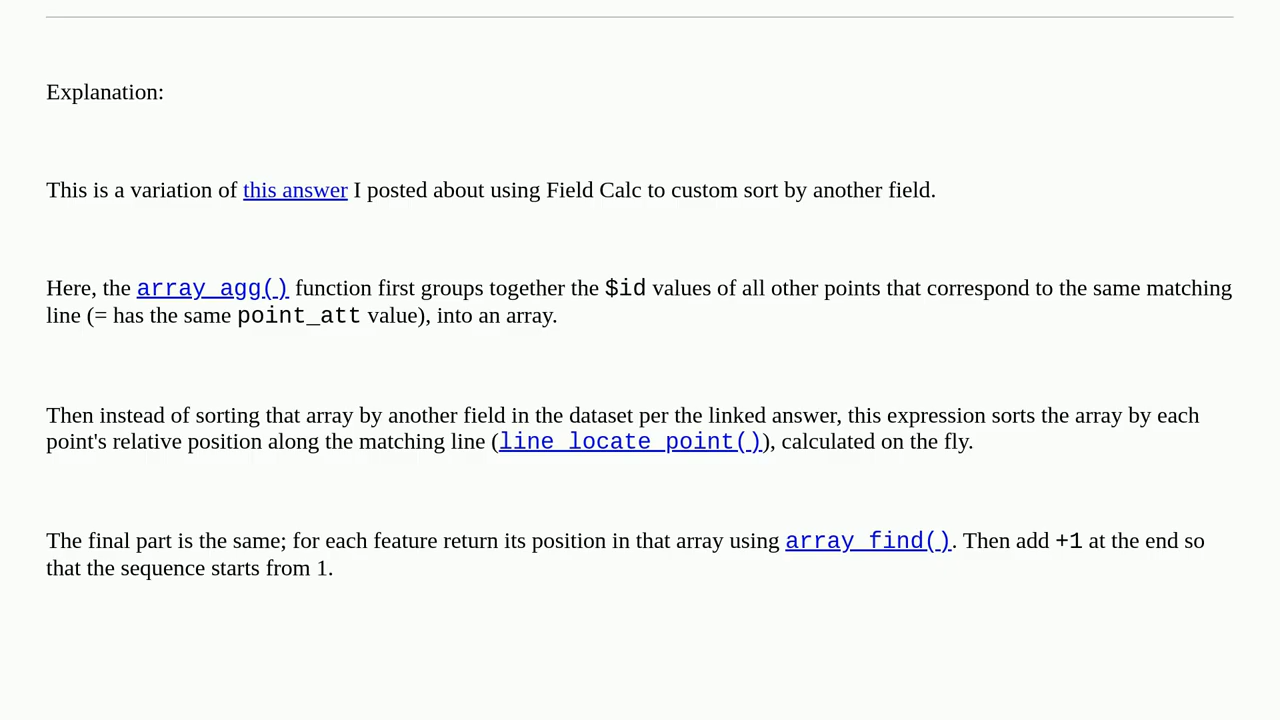 Explanation:
This is a variation of this answer I posted about using Field Calc to custom sort by another field.
Here, the array_agg() function first groups together the $id values of all other points that correspond to the same matching
line (= has the same point_att value), into an array.
Then instead of sorting that array by another field in the dataset per the linked answer, this expression sorts the array by each
point's relative position along the matching line (line_locate_point()), calculated on the fly.
The final part is the same; for each feature return its position in that array using array_find(). Then add +1 at the end so
that the sequence starts from 1.